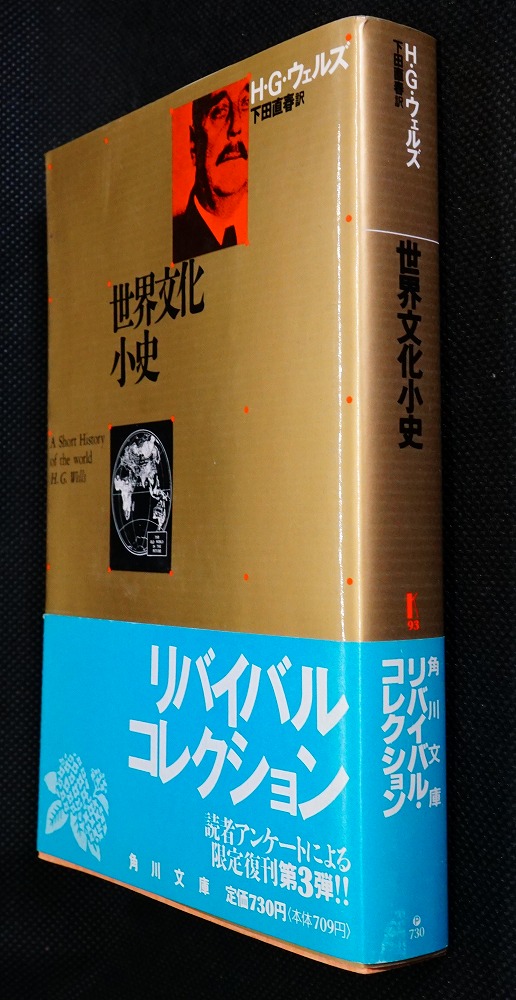 H・G・ウェルズ
下田直春訳
世界文化
小史
A Short History
of the world
H. G. Wells
リバイバル
コレクション
読者アンケートによる
限定復刊第3弾!!
角川文庫 定価730円〈本体709円〉
H・G・ウェルズ
下田直春訳
世界文化小史
K
93
角川文庫
リバイバル・
コレクション
P
730